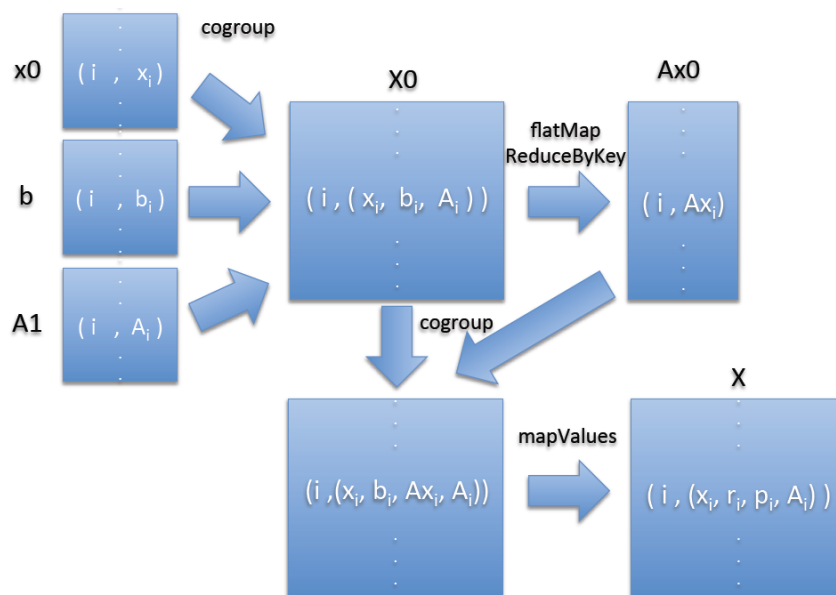 cogroup
x0
( i , xi )
X0
Ax0
b
( i , bi )
( i , ( xi, bi, Ai ) )
flatMap
ReduceByKey
( i , Axi)
A1
( i , Ai )
cogroup
X
(i ,(xi, bi, Axi, Ai))
mapValues
( i , (xi, ri, pi, Ai) )